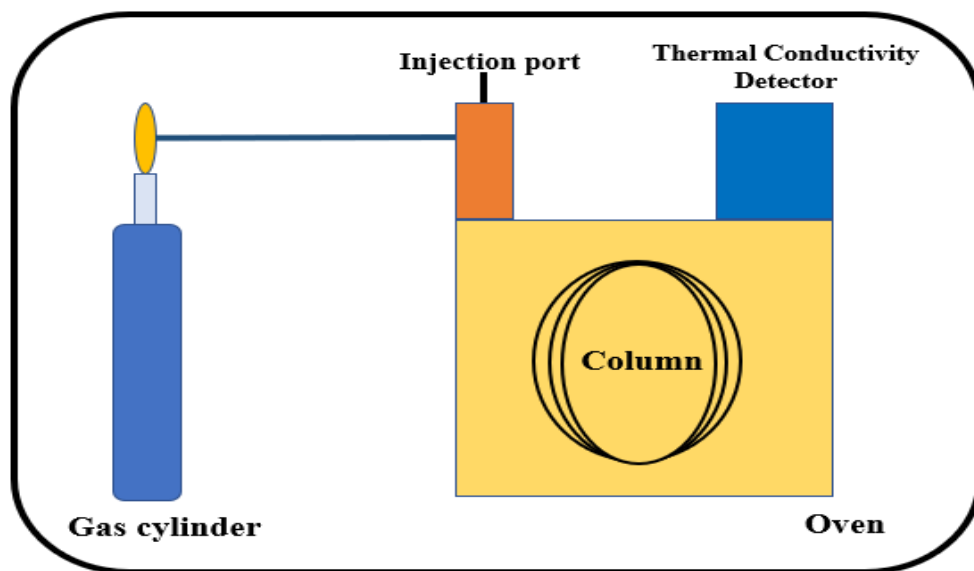 Injection port
Thermal Conductivity
Detector
Column
Gas cylinder
Oven